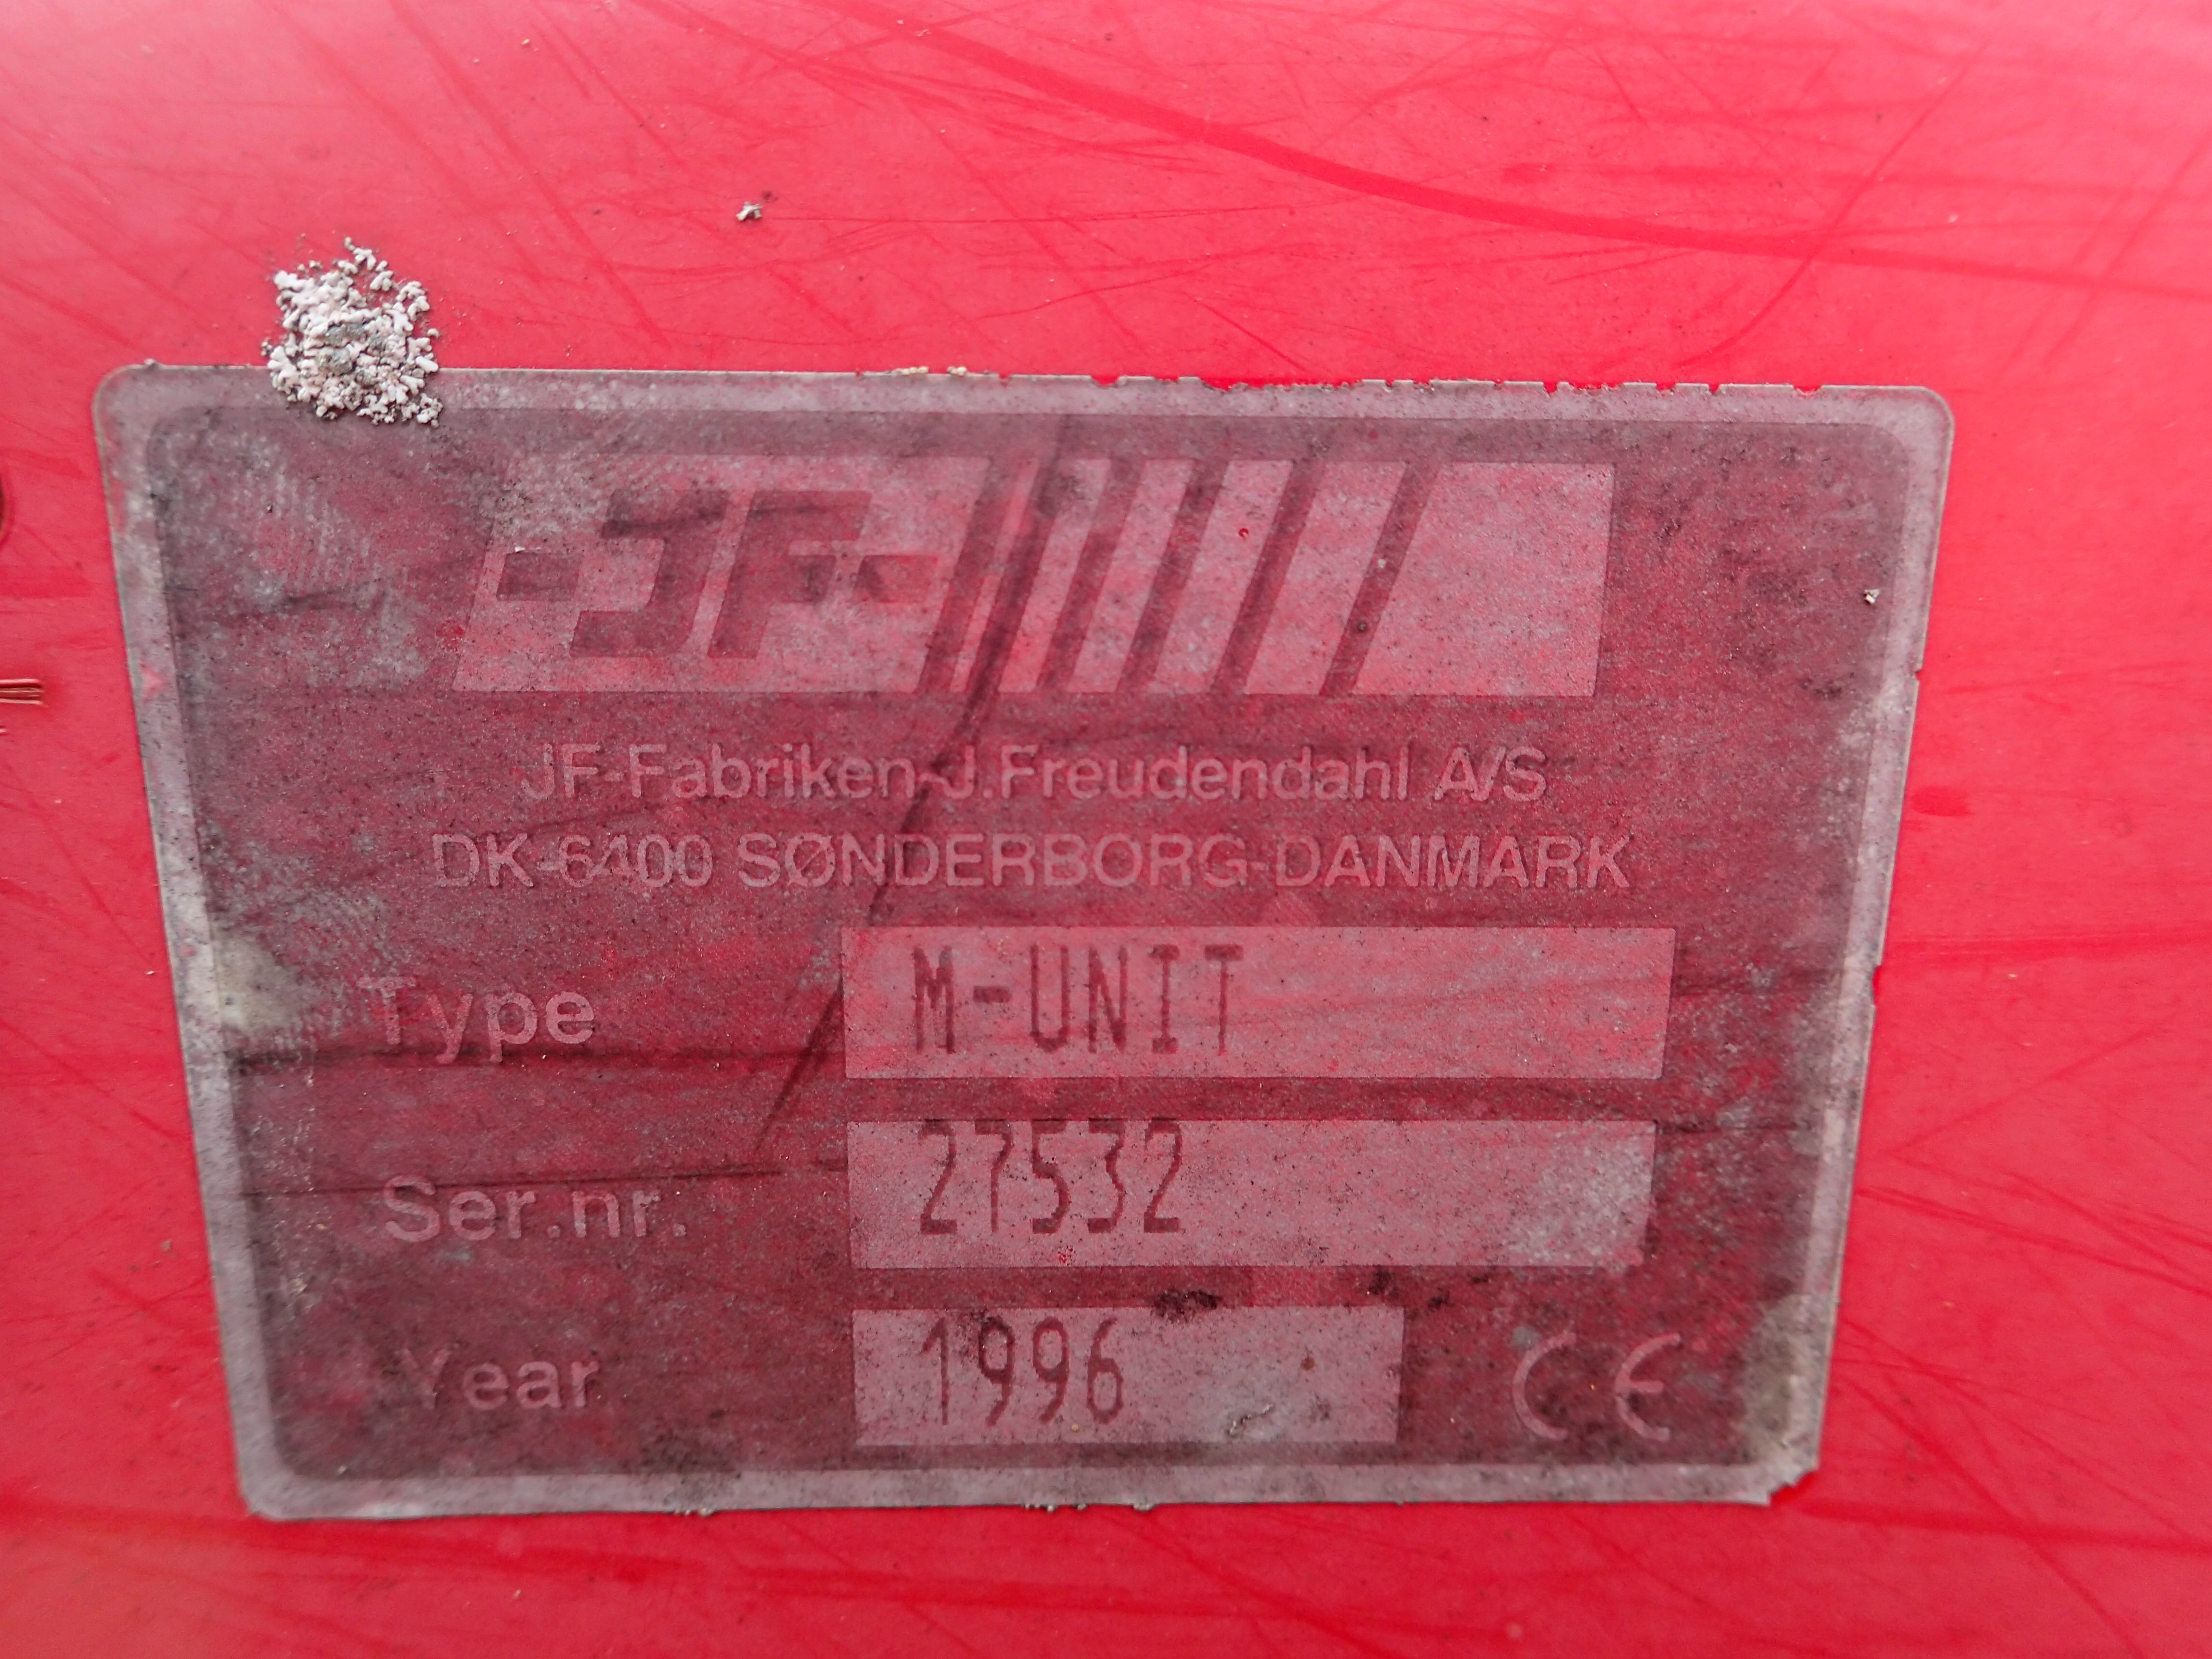 -JF-
JF-Fabriken-J.Freudendahl A/S
DK-6400 SØNDERBORG-DANMARK
Type M-UNIT
Ser.nr. 27532
Year 1996 CE